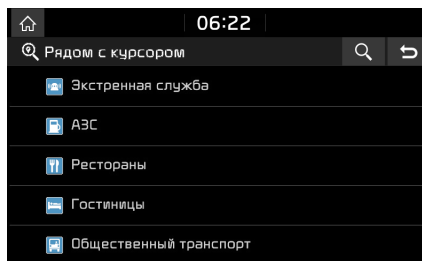 06:22
Рядом с курсором
Экстренная служба
АЗС
Рестораны
Гостиницы
Общественный транспорт